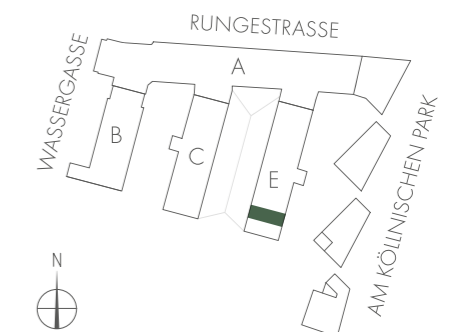 RUNGESTRASSE
WASSERGASSE
A
B
C
E
AM KÖLLNISCHEN PARK
N